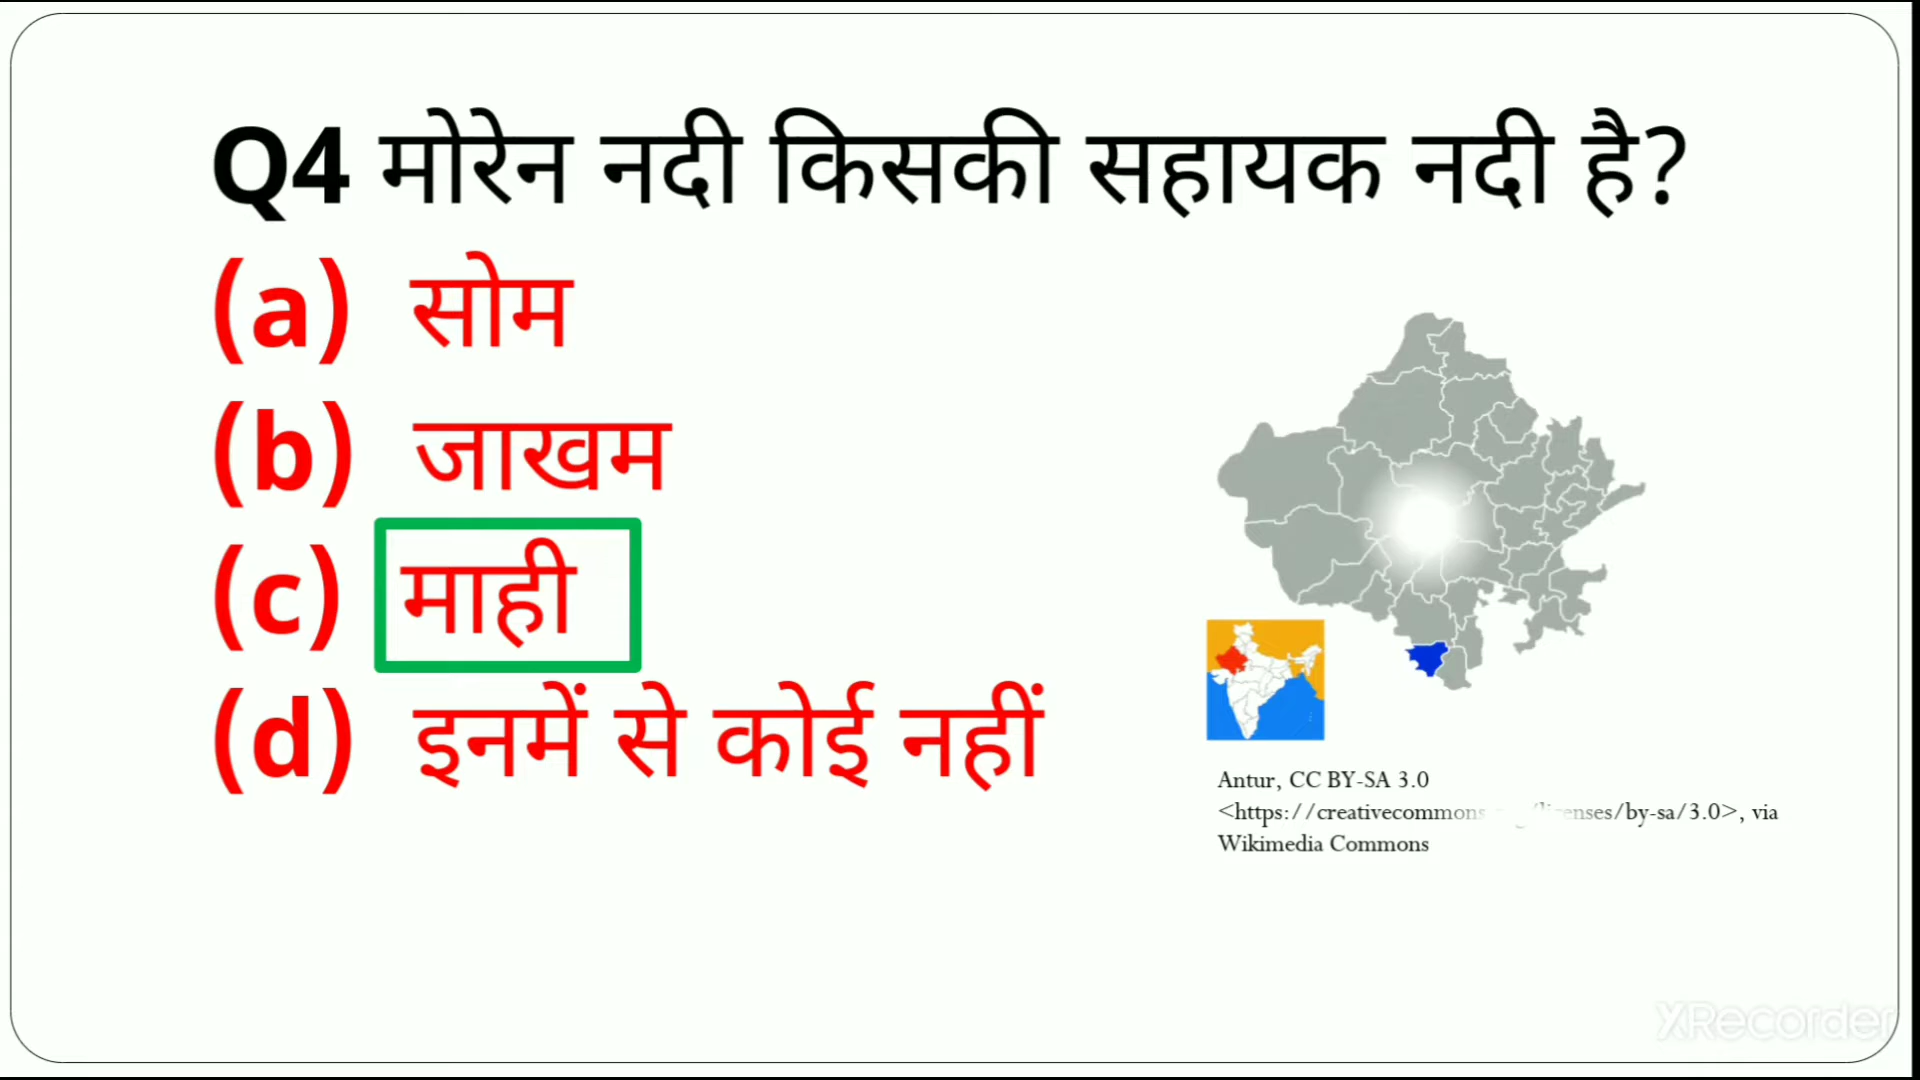 Q4 मोरेन नदी किसकी सहायक नदी है?
(a) सोम
(b) जाखम
(c) माही
(d) इनमें से कोई नहीं
Antur, CC BY-SA 3.0
<https://creativecommons /licenses/by-sa/3.0>, via
Wikimedia Commons
XRecorder